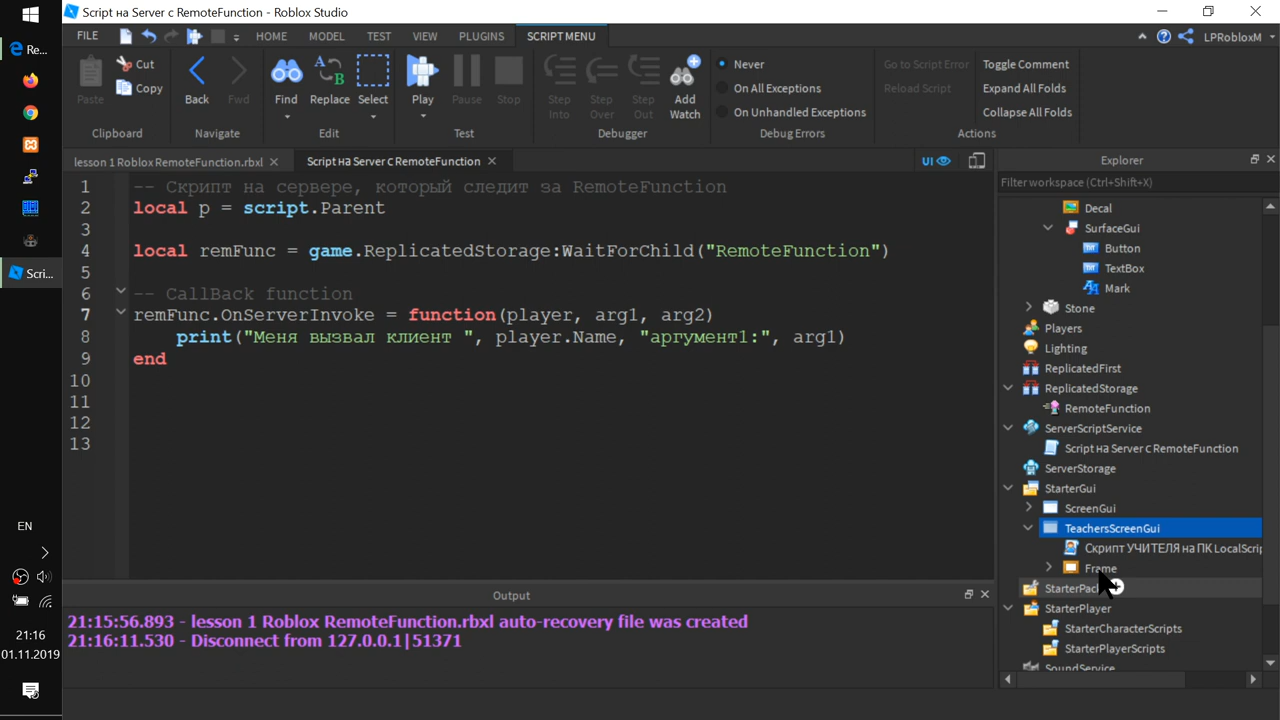 Script на Server с RemoteFunction - Roblox Studio
FILE HOME MODEL TEST VIEW PLUGINS SCRIPT MENU LPRobloxM
Re...
Paste Cut Copy Back Fwd Find Replace Select Play Pause Stop Step Into Step Over Step Out Add Watch
Never
On All Exceptions
On Unhandled Exceptions
Go to Script Error
Reload Script
Toggle Comment
Expand All Folds
Collapse All Folds
Clipboard Navigate Edit Test Debugger Debug Errors Actions
lesson 1 Roblox RemoteFunction.rbxl Script на Server с RemoteFunction UI
1 -- Скрипт на сервере, который следит за RemoteFunction
2 local p = script.Parent
3
4 local remFunc = game.ReplicatedStorage:WaitForChild("RemoteFunction")
5
6 -- CallBack function
7 remFunc.OnServerInvoke = function(player, arg1, arg2)
8 print("Меня вызвал клиент ", player.Name, "аргумент1:", arg1)
9 end
10
11
12
13
Output
21:15:56.893 - lesson 1 Roblox RemoteFunction.rbxl auto-recovery file was created
21:16:11.530 - Disconnect from 127.0.0.1|51371
Explorer
Filter workspace (Ctrl+Shift+X)
Decal
SurfaceGui
Button
TextBox
Mark
Stone
Players
Lighting
ReplicatedFirst
ReplicatedStorage
RemoteFunction
ServerScriptService
Script на Server с RemoteFunction
ServerStorage
StarterGui
ScreenGui
TeachersScreenGui
Скрипт УЧИТЕЛЯ на ПК LocalScrip
Frame
StarterPac
StarterPlayer
StarterCharacterScripts
StarterPlayerScripts
SoundService
Scri...
EN
21:16
01.11.2019